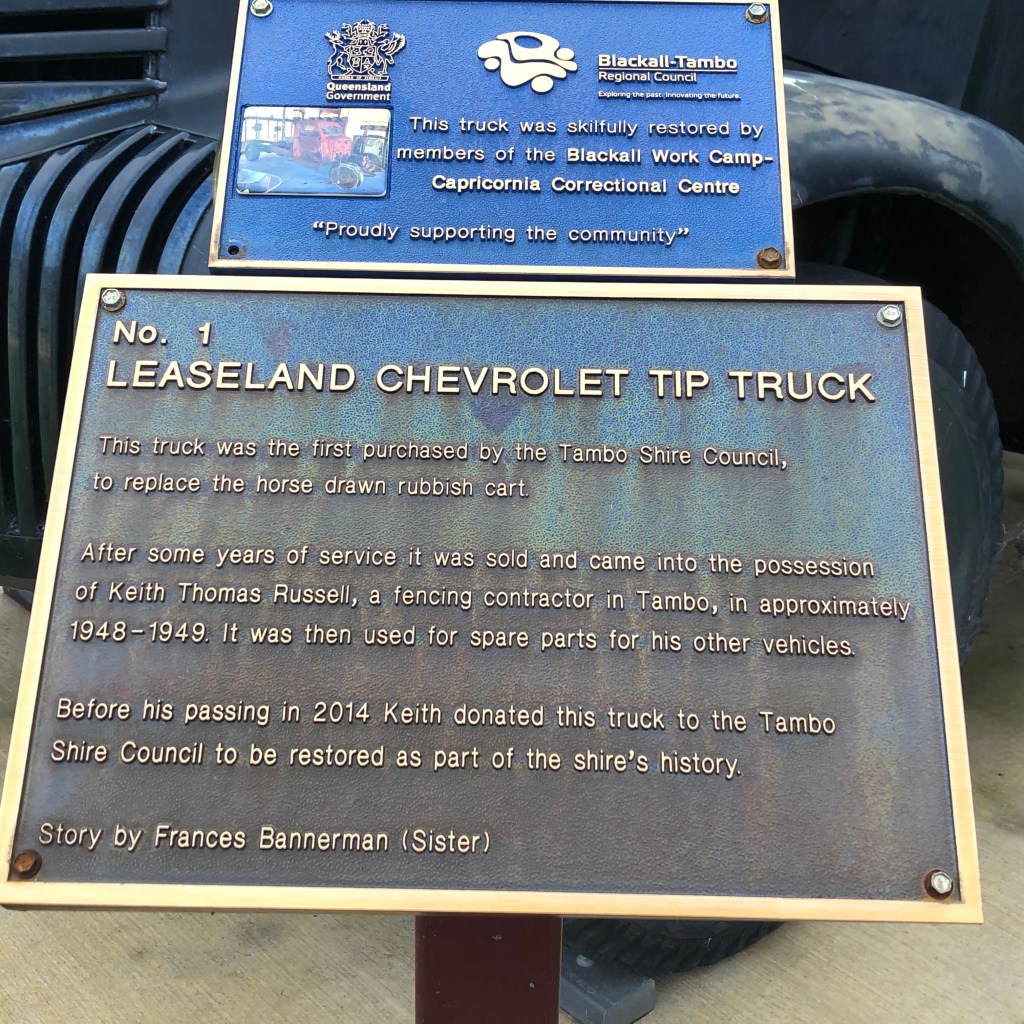 Queensland
Government
Blackall-Tambo
Regional Council
Exploring the past. Innovating the future.
This truck was skilfully restored by
members of the Blackall Work Camp-
Capricornia Correctional Centre
“Proudly supporting the community”
No. 1
LEASELAND CHEVROLET TIP TRUCK
This truck was the first purchased by the Tambo Shire Council,
to replace the horse drawn rubbish cart.
After some years of service it was sold and came into the possession
of Keith Thomas Russell, a fencing contractor in Tambo, in approximately
1948-1949. It was then used for spare parts for his other vehicles.
Before his passing in 2014 Keith donated this truck to the Tambo
Shire Council to be restored as part of the shire’s history.
Story by Frances Bannerman (Sister)